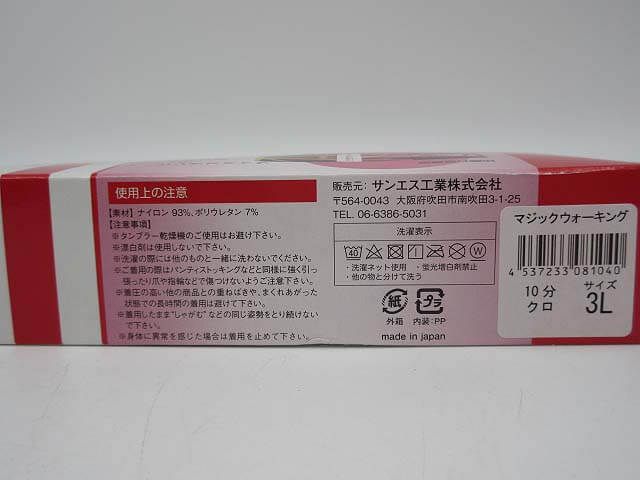 使用上の注意
【素材】ナイロン 93%、ポリウレタン 7%
【注意事項】
※タンブラー乾燥機のご使用はお避け下さい。
※漂白剤は使用しないで下さい。
※洗濯の際には他のものと一緒に洗わないでください。
※ご着用の際はパンティストッキングなどと同様に強く引っ
張ったり爪や指輪などで傷つけないようご注意下さい。
※着圧の高い他の商品との重ねばきや、まくれあがった
状態での長時間の着用は避けて下さい。
※着用したまま"しゃがむ"などの同じ姿勢をとり続けない
で下さい。
※身体に異常を感じた場合は着用を止めて下さい。
販売元: サンエス工業株式会社
〒564-0043 大阪府吹田市南吹田3-1-25
TEL. 06-6386-5031
洗濯表示
40
・洗濯ネット使用 ・蛍光増白剤禁止
・他の物と分けて洗う
紙 プラ
外箱 内装:PP
made in japan
マジックウォーキング
4 537233 081040
10分 サイズ
クロ 3L